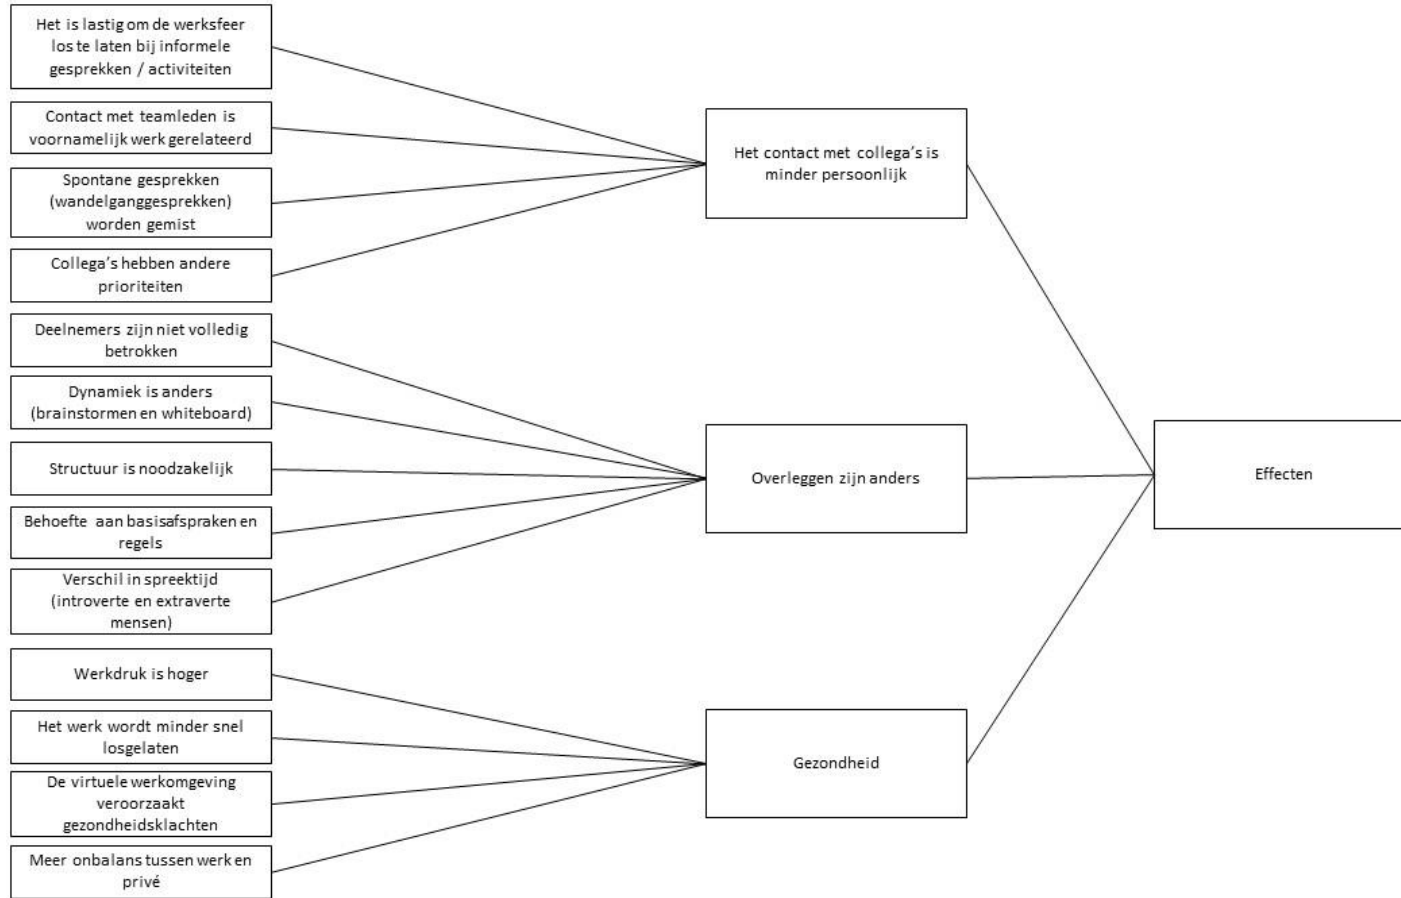 Het is lastig om de werksfeer
los te laten bij informele
gesprekken / activiteiten
Contact met teamleden is
voornamelijk werk gerelateerd
Spontane gesprekken
(wandelganggesprekken)
worden gemist
Collega's hebben andere
prioriteiten
Deelnemers zijn niet volledig
betrokken
Dynamiek is anders
(brainstormen en whiteboard)
Structuur is noodzakelijk
Behoefte aan basisafspraken en
regels
Verschil in spreektijd
(introverte en extraverte
mensen)
Werkdruk is hoger
Het werk wordt minder snel
losgelaten
De virtuele werkomgeving
veroorzaakt
gezondheidsklachten
Meer onbalans tussen werk en
privé
Het contact met collega's is
minder persoonlijk
Overleggen zijn anders
Gezondheid
Effecten